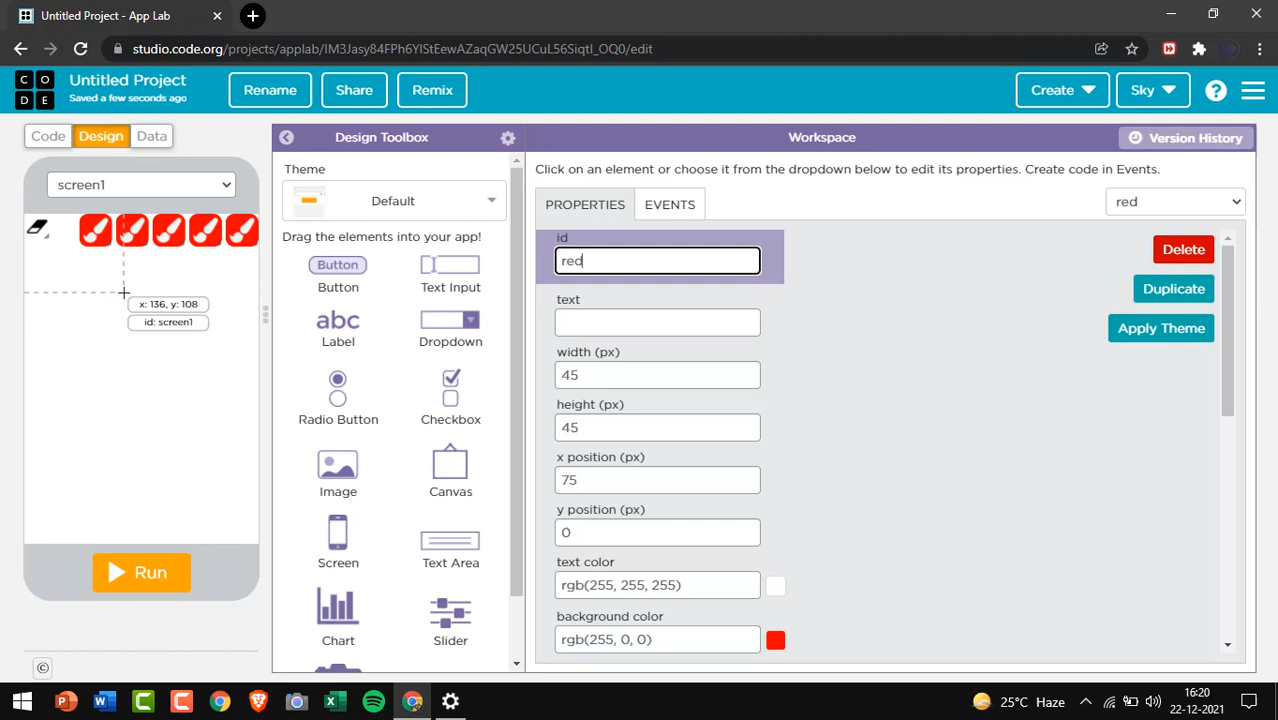 Untitled Project - App Lab
studio.code.org/projects/applab/IM3Jasy84FPh6YlStEewAZaqGW25UCuL56SiqtI_OQ0/edit
C O
D E
Untitled Project
Saved a few seconds ago
Rename
Share
Remix
Create
Sky
?
Code
Design
Data
Design Toolbox
Workspace
Version History
screen1
x: 136, y: 108
id: screen1
Run
©
Theme
Default
Drag the elements into your app!
Button
Button
Text Input
abc
Label
Dropdown
Radio Button
Checkbox
Image
Canvas
Screen
Text Area
Chart
Slider
Click on an element or choose it from the dropdown below to edit its properties. Create code in Events.
PROPERTIES
EVENTS
red
id
red
Delete
text
Duplicate
Apply Theme
width (px)
45
height (px)
45
x position (px)
75
y position (px)
0
text color
rgb(255, 255, 255)
background color
rgb(255, 0, 0)
25°C Haze
16:20
22-12-2021